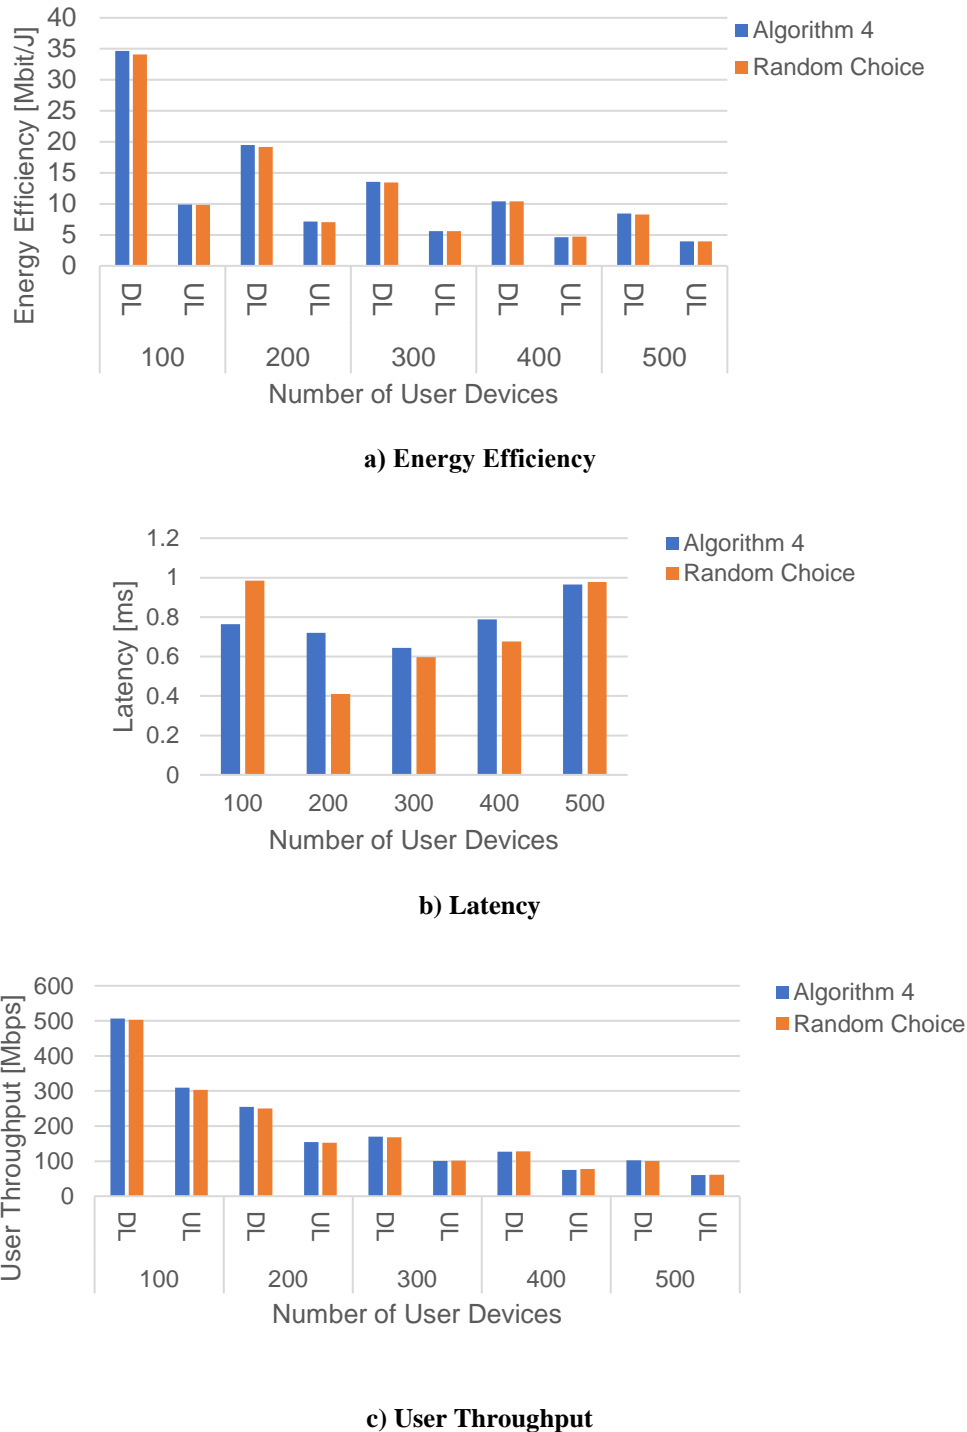 40
35
30
25
20
15
10
5
0
Energy Efficiency [Mbit/J]
Algorithm 4
Random Choice
DL UL DL UL DL UL DL UL DL UL
100 200 300 400 500
Number of User Devices
a) Energy Efficiency
1.2
1
0.8
0.6
0.4
0.2
0
Latency [ms]
Algorithm 4
Random Choice
100 200 300 400 500
Number of User Devices
b) Latency
600
500
400
300
200
100
0
User Throughput [Mbps]
Algorithm 4
Random Choice
DL UL DL UL DL UL DL UL DL UL
100 200 300 400 500
Number of User Devices
c) User Throughput